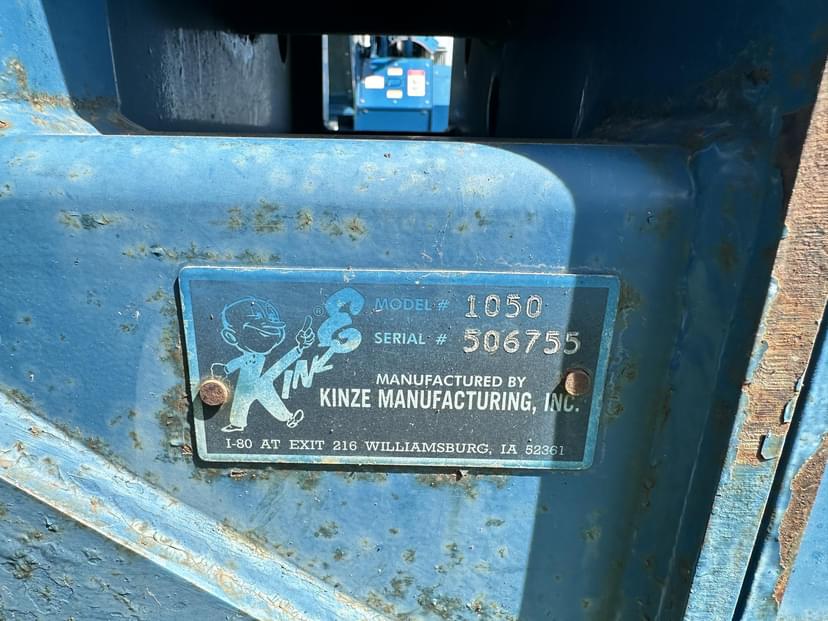 MODEL # 1050
SERIAL # 506755
KINZE ®
MANUFACTURED BY
KINZE MANUFACTURING, INC.
I-80 AT EXIT 216 WILLIAMSBURG, IA 52361